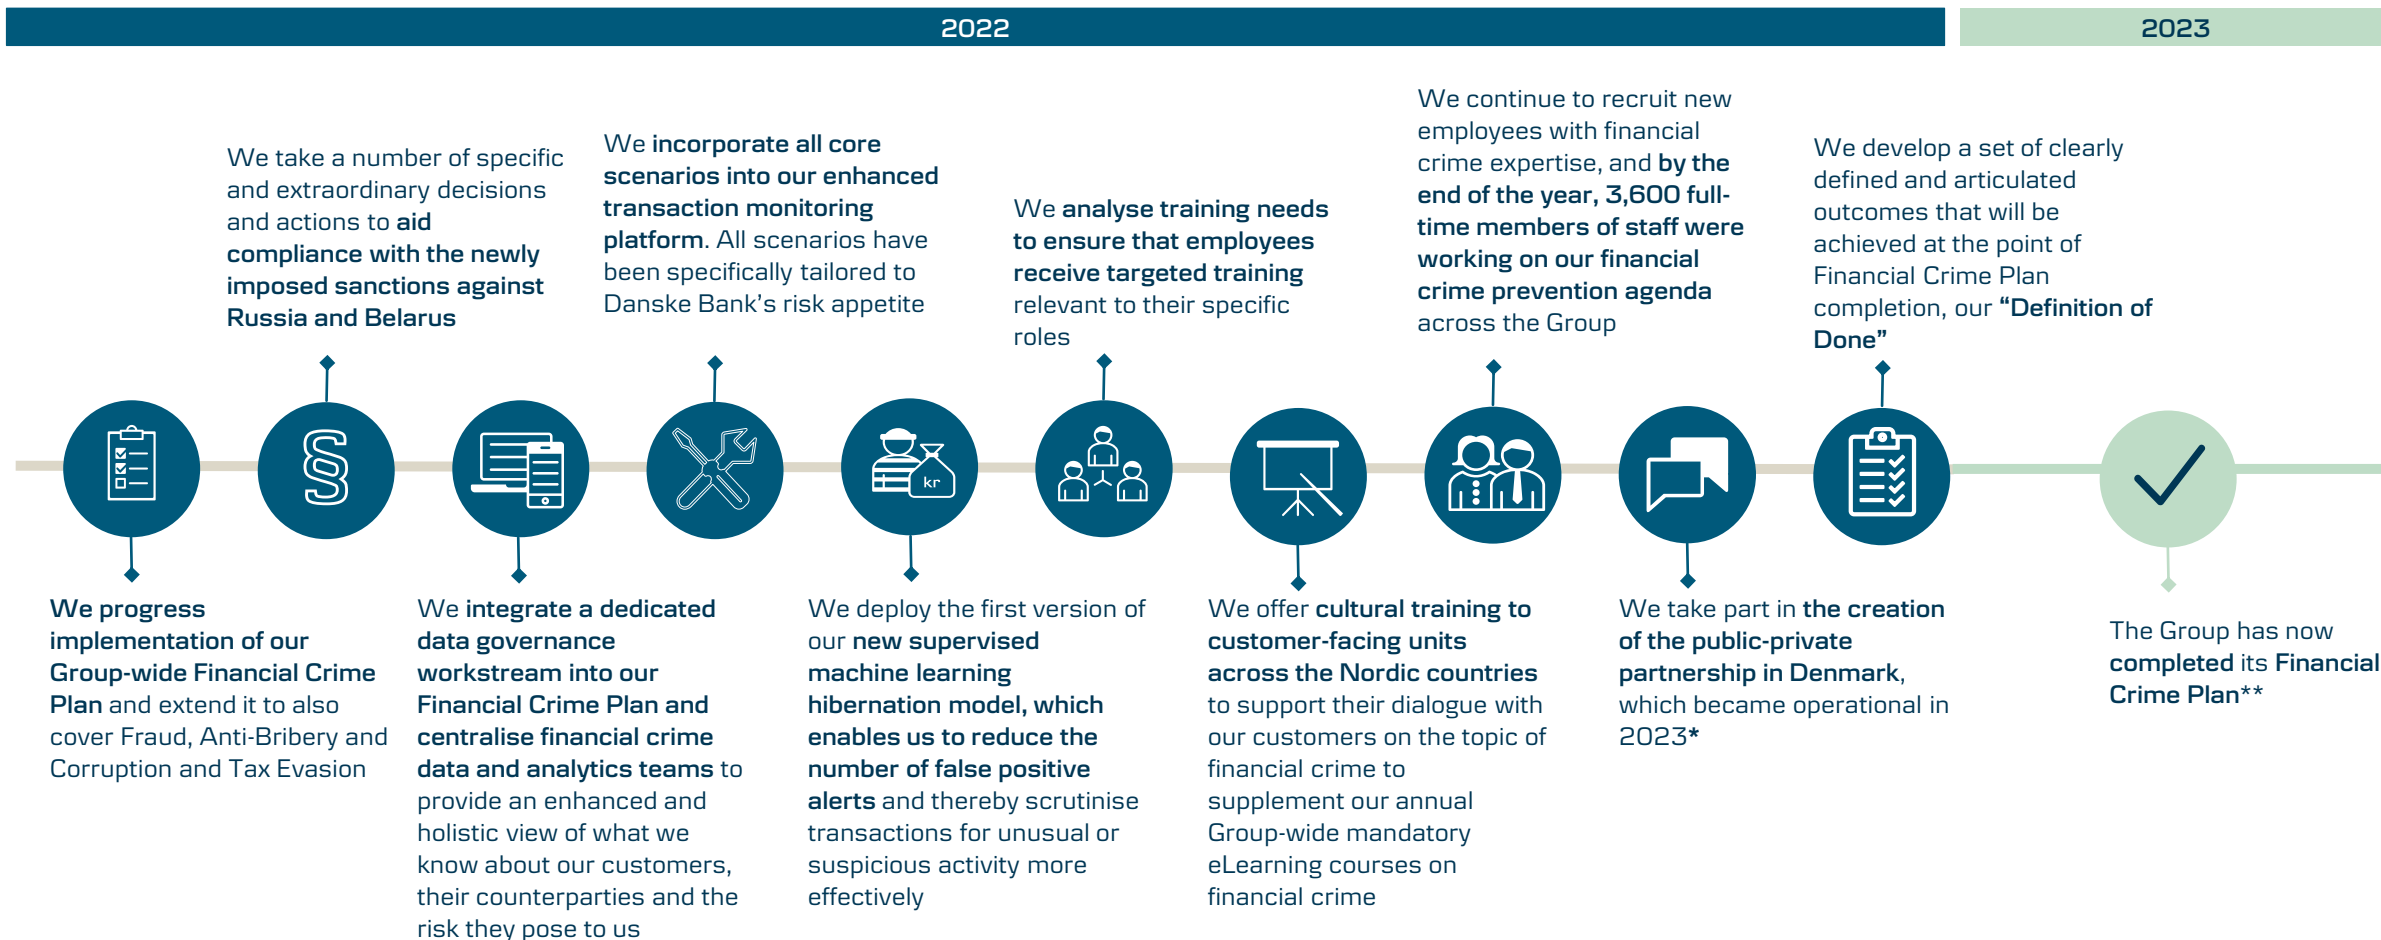 2022
2023
We progress
implementation of our
Group-wide Financial Crime
Plan and extend it to also
cover Fraud, Anti-Bribery and
Corruption and Tax Evasion
We take a number of specific
and extraordinary decisions
and actions to aid
compliance with the newly
imposed sanctions against
Russia and Belarus
We integrate a dedicated
data governance
workstream into our
Financial Crime Plan and
centralise financial crime
data and analytics teams to
provide an enhanced and
holistic view of what we
know about our customers,
their counterparties and the
risk they pose to us
We incorporate all core
scenarios into our enhanced
transaction monitoring
platform. All scenarios have
been specifically tailored to
Danske Bank’s risk appetite
kr
We deploy the first version of
our new supervised
machine learning
hibernation model, which
enables us to reduce the
number of false positive
alerts and thereby scrutinise
transactions for unusual or
suspicious activity more
effectively
We analyse training needs
to ensure that employees
receive targeted training
relevant to their specific
roles
We offer cultural training to
customer-facing units
across the Nordic countries
to support their dialogue with
our customers on the topic of
financial crime to
supplement our annual
Group-wide mandatory
eLearning courses on
financial crime
We continue to recruit new
employees with financial
crime expertise, and by the
end of the year, 3,600 full-
time members of staff were
working on our financial
crime prevention agenda
across the Group
We take part in the creation
of the public-private
partnership in Denmark,
which became operational in
2023*
We develop a set of clearly
defined and articulated
outcomes that will be
achieved at the point of
Financial Crime Plan
completion, our “Definition of
Done”
The Group has now
completed its Financial
Crime Plan**